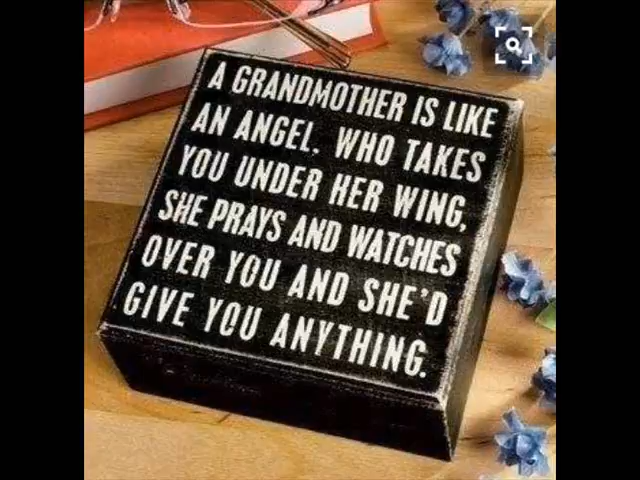 A GRANDMOTHER IS LIKE
AN ANGEL. WHO TAKES
YOU UNDER HER WING,
SHE PRAYS AND WATCHES
OVER YOU AND SHE'D
GIVE YOU ANYTHING.